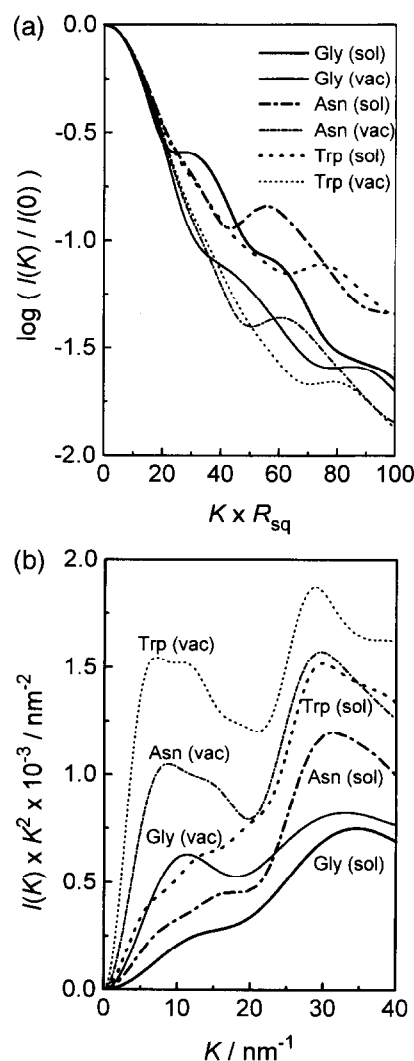 (a)
0.0
-0.5
-1.0
-1.5
-2.0
log ( I(K) / I(0) )
Gly (sol)
Gly (vac)
Asn (sol)
Asn (vac)
Trp (sol)
Trp (vac)
0 20 40 60 80 100
K x Rsq
(b)
2.0
1.5
1.0
0.5
0.0
I(K) x K² x 10⁻³ / nm⁻²
Trp (vac)
Asn (vac)
Gly (vac)
Trp (sol)
Asn (sol)
Gly (sol)
0 10 20 30 40
K / nm⁻¹